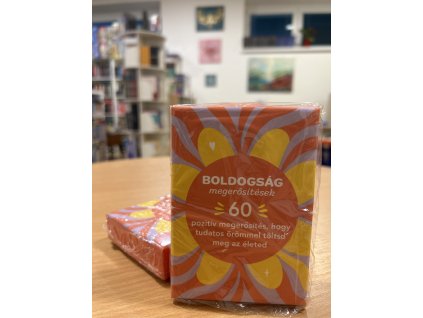 BOLDOGSÁG
megerősítések
60
pozitív megerősítés, hogy
tudatos örömmel töltsd
meg az életed